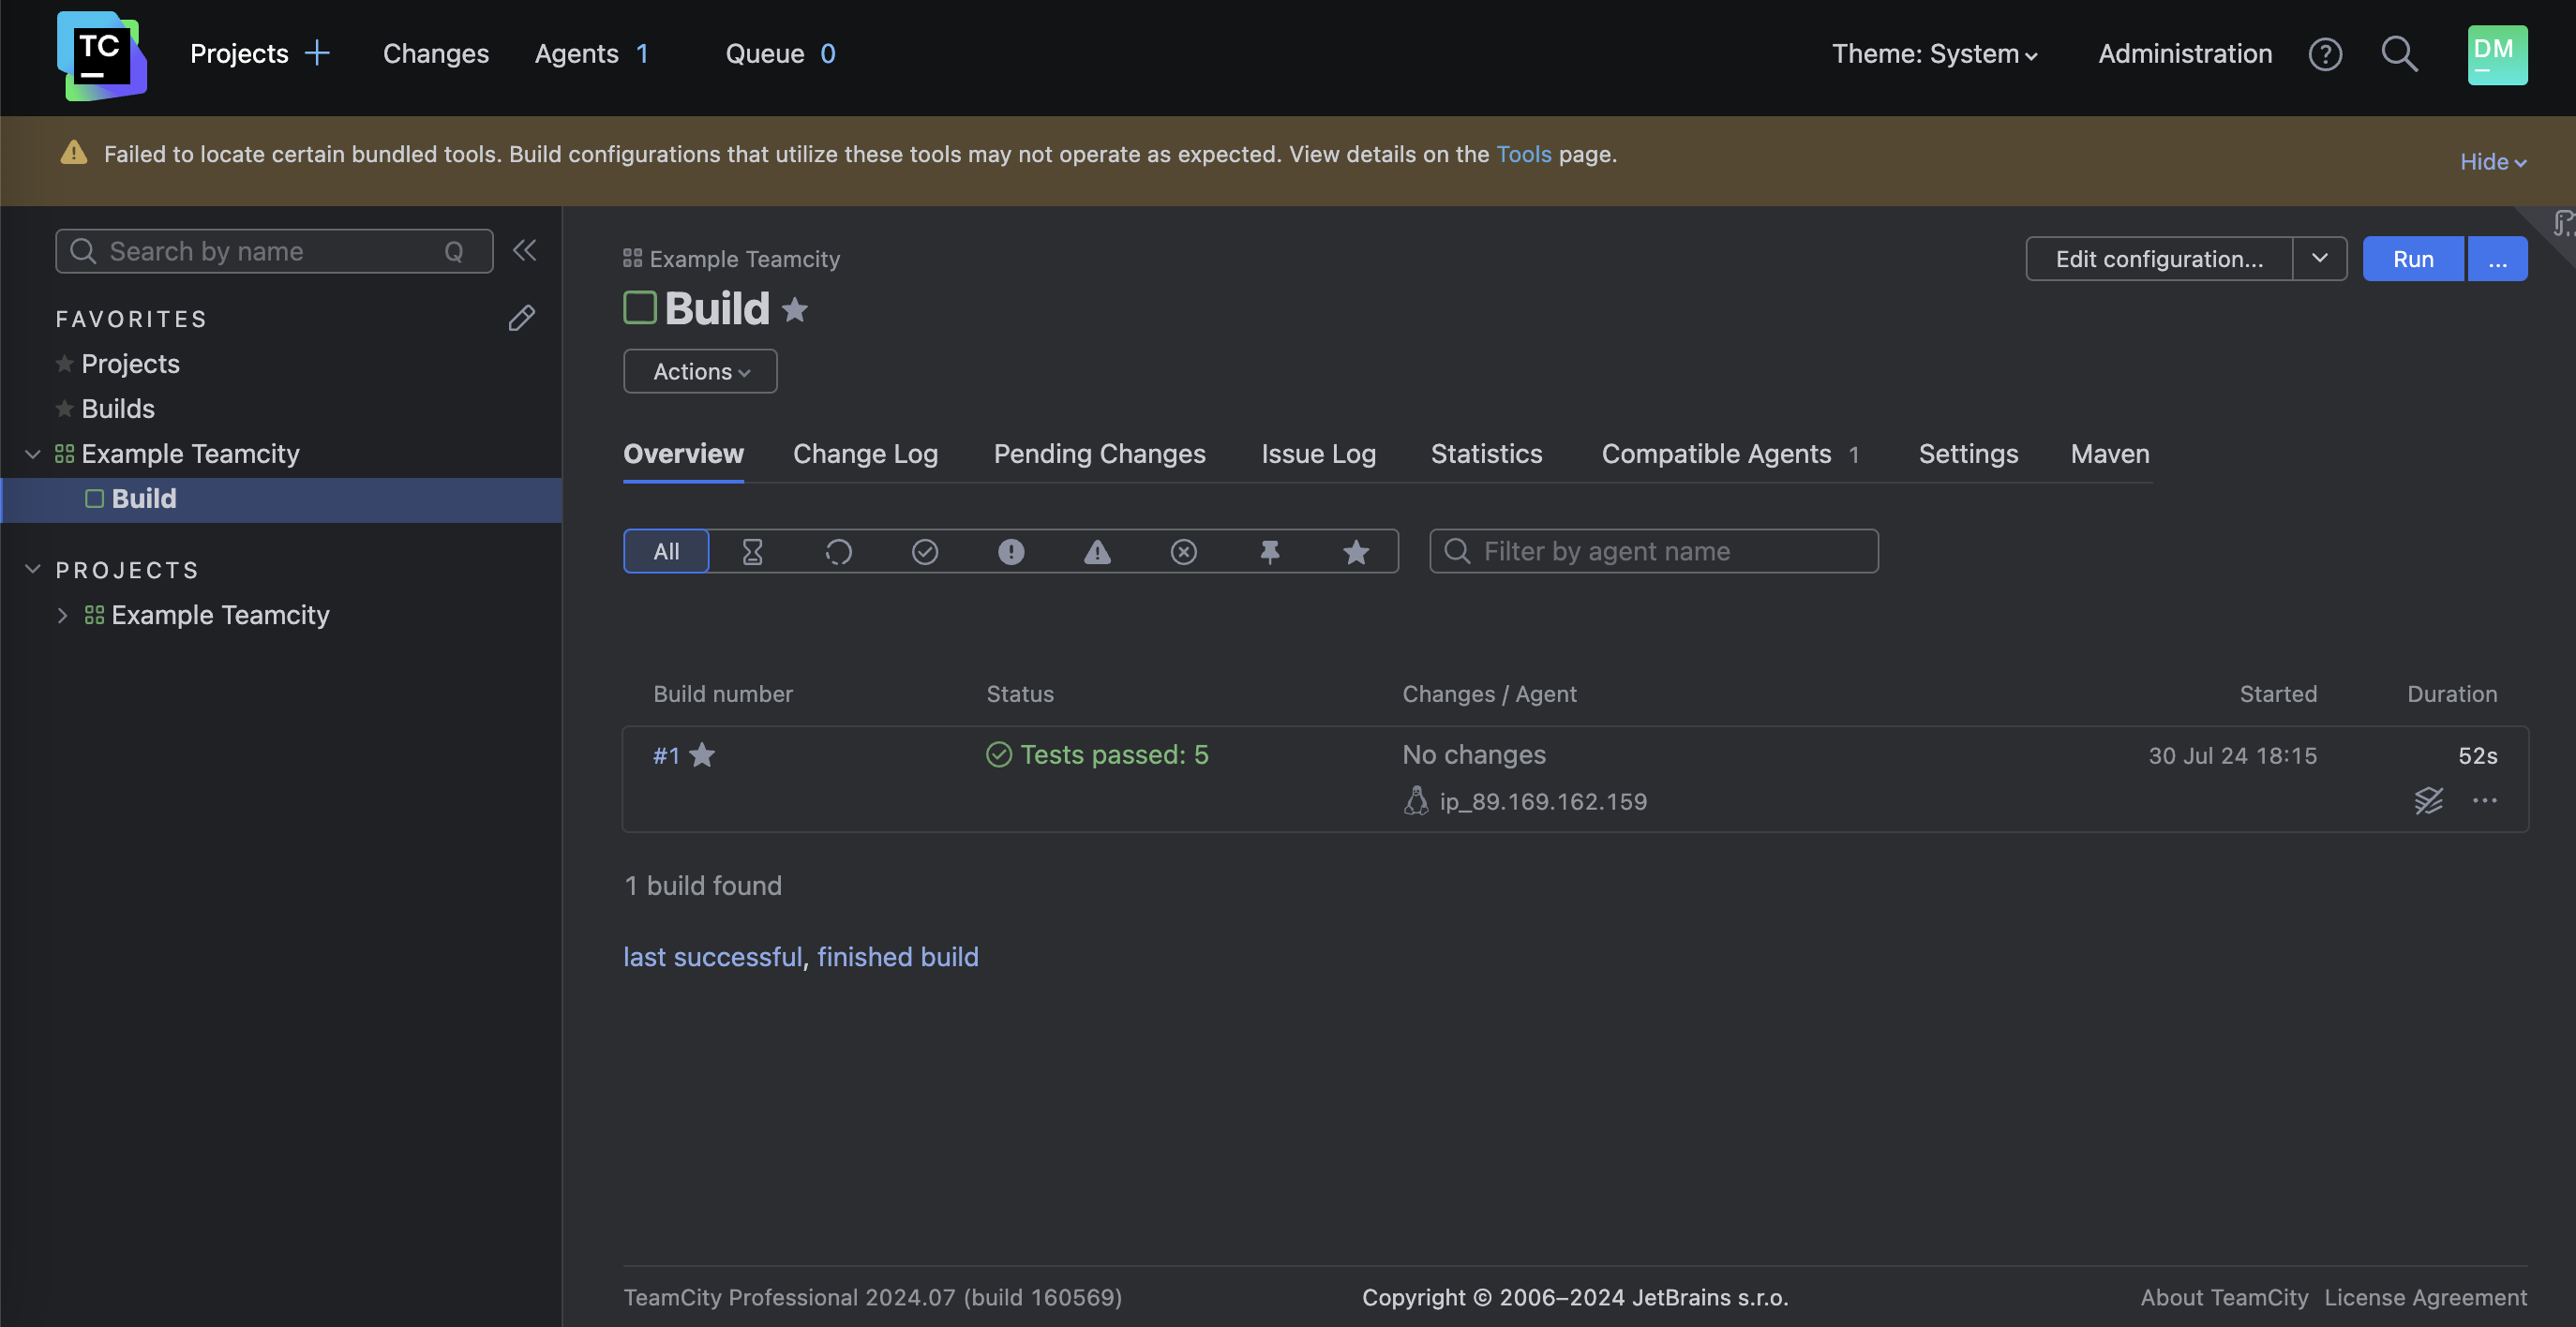 TC
Projects
Changes
Agents 1
Queue 0
Theme: System
Administration
?
DM
Failed to locate certain bundled tools. Build configurations that utilize these tools may not operate as expected. View details on the Tools page.
Hide
Search by name Q
FAVORITES
Projects
Builds
Example Teamcity
Build
PROJECTS
Example Teamcity
Example Teamcity
Edit configuration...
Run
...
Build
Actions
Overview
Change Log
Pending Changes
Issue Log
Statistics
Compatible Agents 1
Settings
Maven
All
Filter by agent name
Build number
Status
Changes / Agent
Started
Duration
#1
Tests passed: 5
No changes
30 Jul 24 18:15
52s
ip_89.169.162.159
1 build found
last successful, finished build
TeamCity Professional 2024.07 (build 160569)
Copyright © 2006–2024 JetBrains s.r.o.
About TeamCity
License Agreement